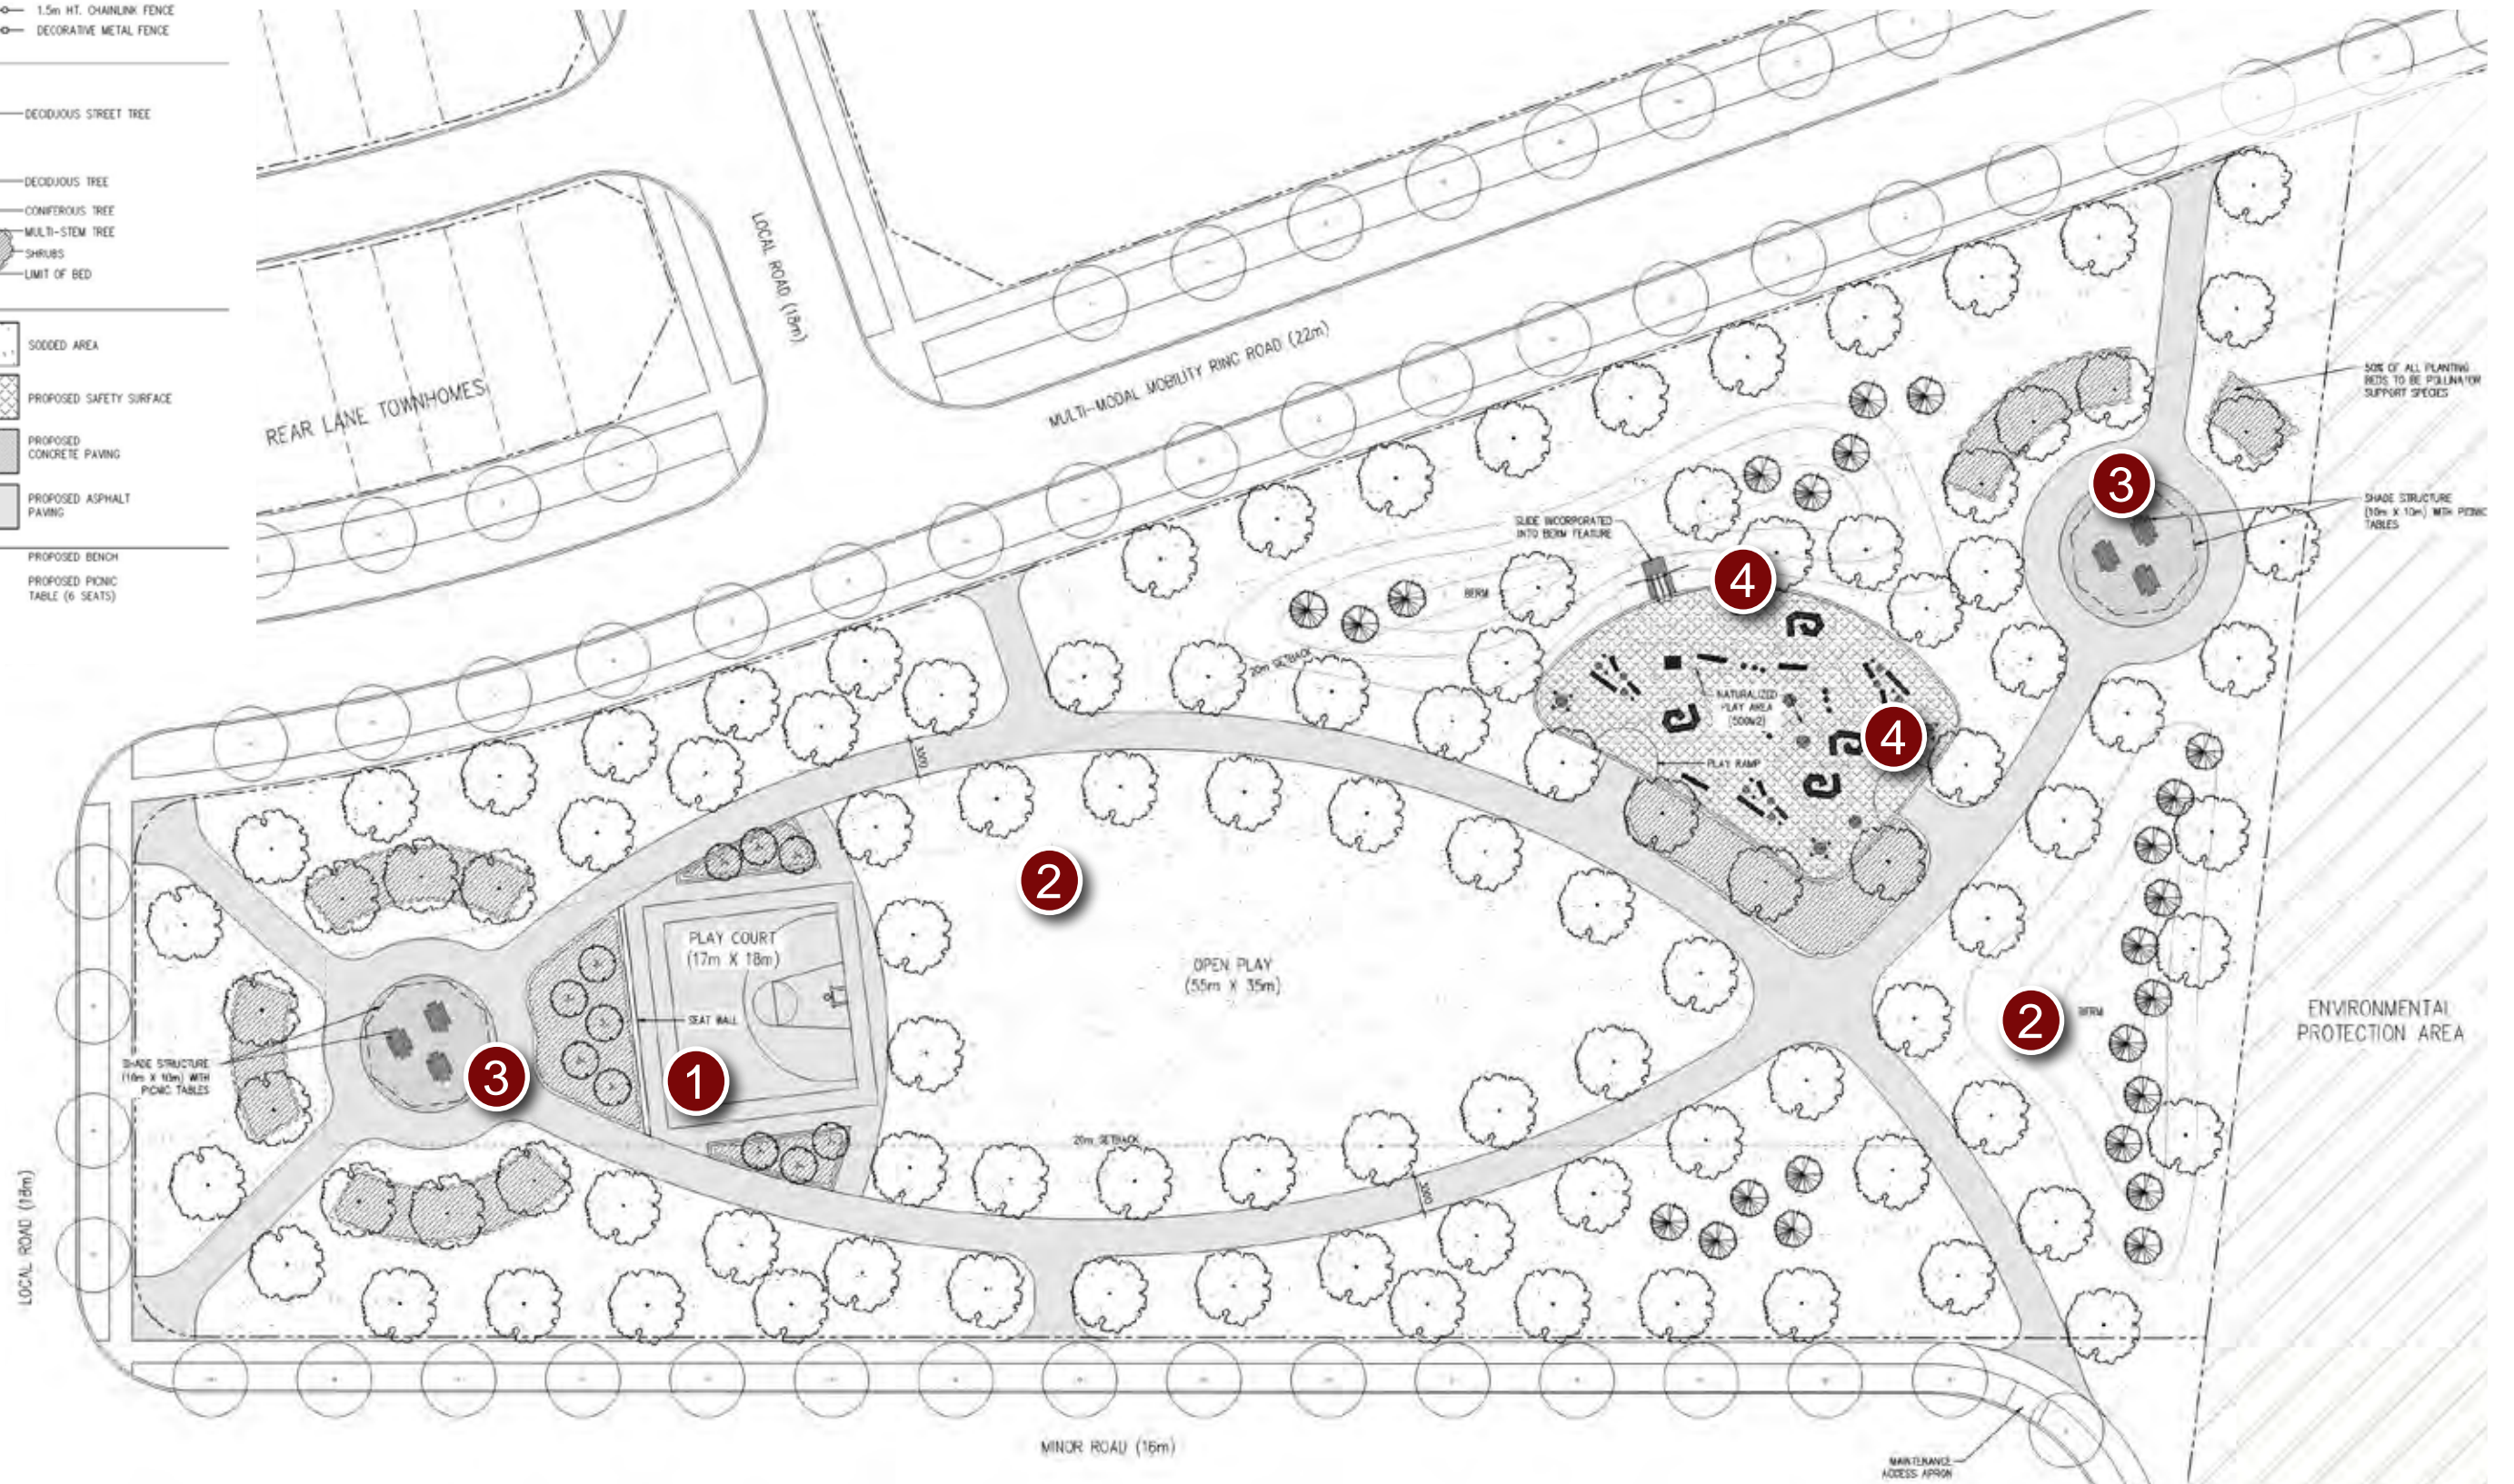 1.5m HT. CHAINLINK FENCE
DECORATIVE METAL FENCE
DECIDUOUS STREET TREE
DECIDUOUS TREE
CONIFEROUS TREE
MULTI-STEM TREE
SHRUBS
LIMIT OF BED
SODDED AREA
PROPOSED SAFETY SURFACE
PROPOSED
CONCRETE PAVING
PROPOSED ASPHALT
PAVING
PROPOSED BENCH
PROPOSED PICNIC
TABLE (6 SEATS)
REAR LANE TOWNHOMES
LOCAL ROAD (18m)
MULTI-MODAL MOBILITY RING ROAD (22m)
50% OF ALL PLANTING
BEDS TO BE POLLINATOR
SUPPORT SPECIES
3
SHADE STRUCTURE
(10m X 10m) WITH PICNIC
TABLES
SLIDE INCORPORATED
INTO BERM FEATURE
4
BERM
20m SETBACK
NATURALIZED
PLAY AREA
(500M2)
4
PLAY RAMP
3000
2
PLAY COURT
(17m X 18m)
OPEN PLAY
(55m X 35m)
SEAT WALL
2
BERM
ENVIRONMENTAL
PROTECTION AREA
SHADE STRUCTURE
(10m X 10m) WITH
PICNIC TABLES
3
1
20m SETBACK
3000
LOCAL ROAD (18m)
MINOR ROAD (16m)
MAINTENANCE
ACCESS APRON